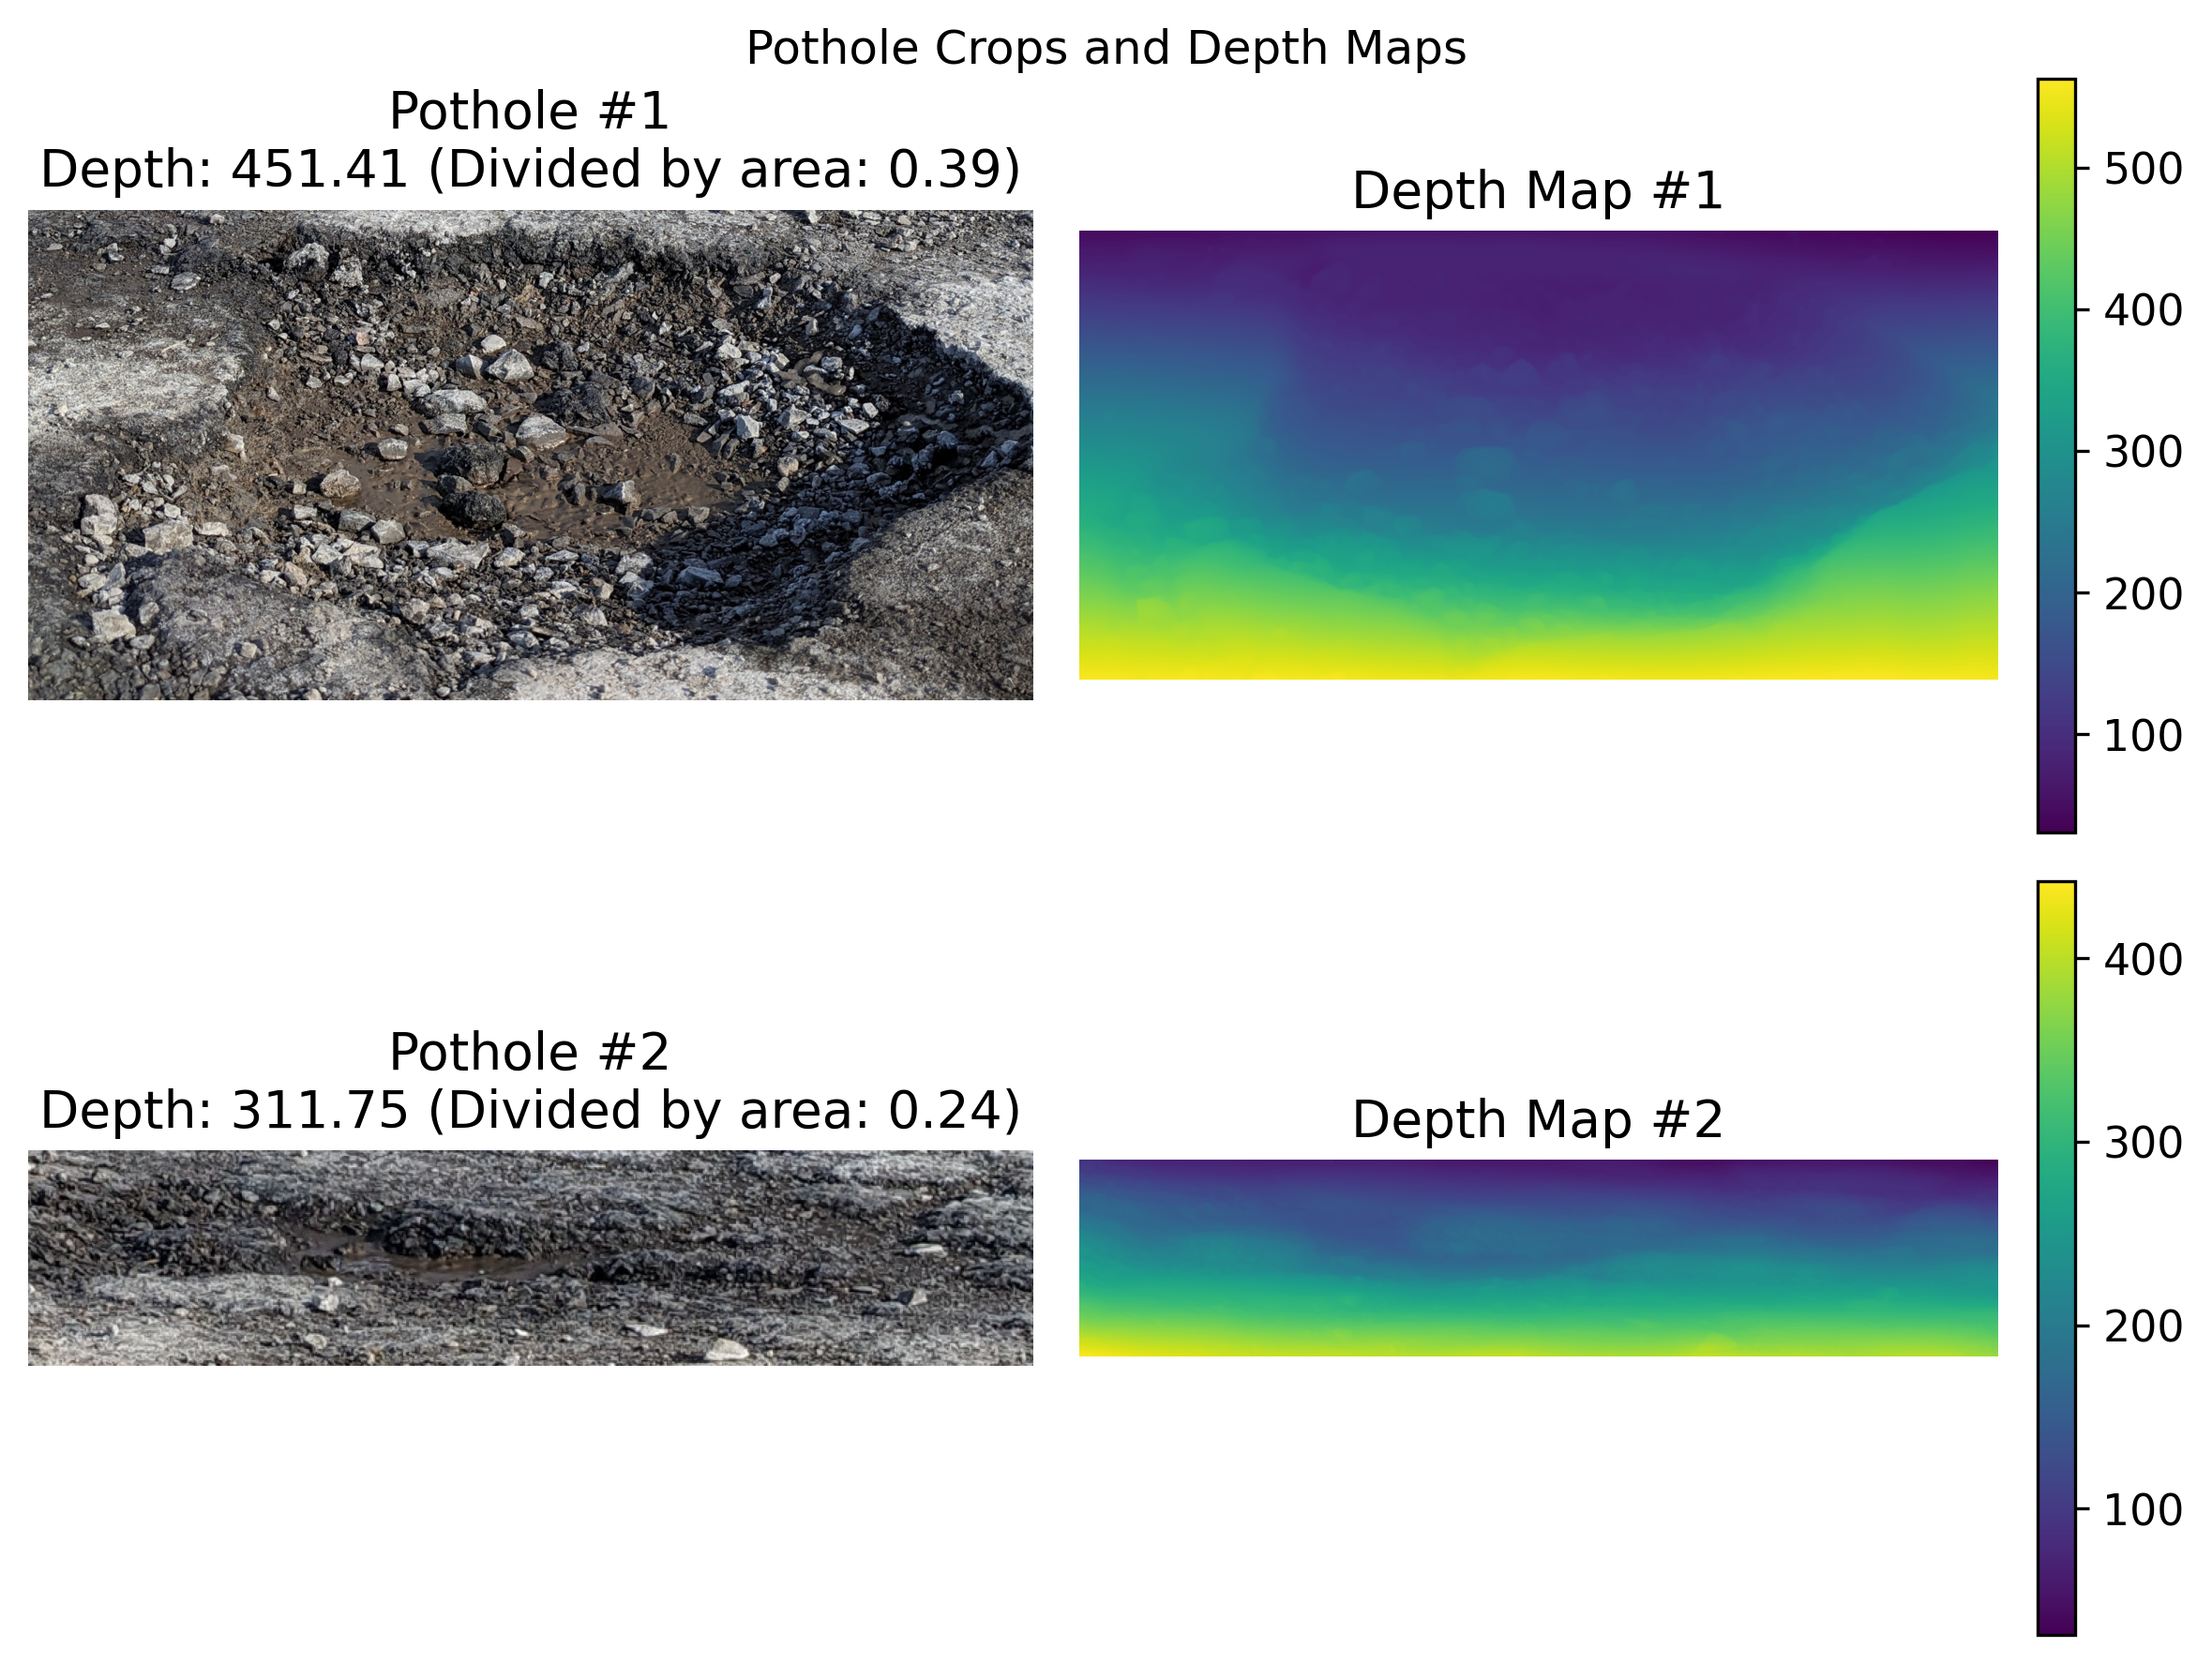 Pothole Crops and Depth Maps
Pothole #1
Depth: 451.41 (Divided by area: 0.39)
Depth Map #1
500
400
300
200
100
Pothole #2
Depth: 311.75 (Divided by area: 0.24)
Depth Map #2
400
300
200
100